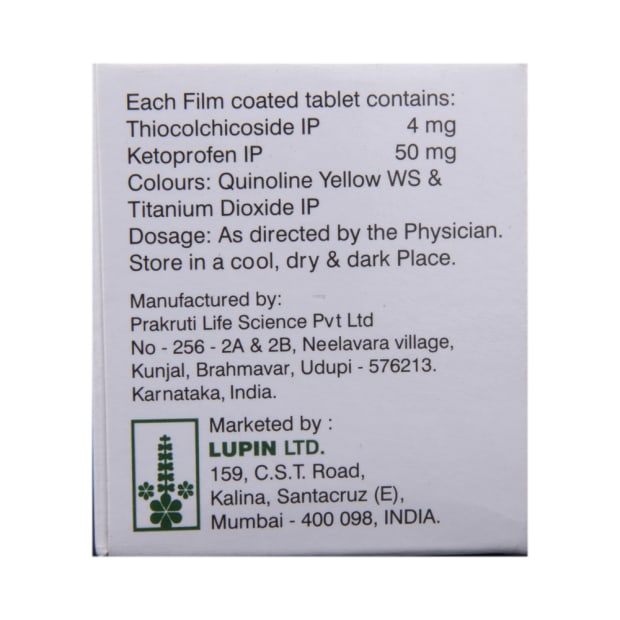 Each Film coated tablet contains:
Thiocolchicoside IP 4 mg
Ketoprofen IP 50 mg
Colours: Quinoline Yellow WS &
Titanium Dioxide IP
Dosage: As directed by the Physician.
Store in a cool, dry & dark Place.
Manufactured by:
Prakruti Life Science Pvt Ltd
No - 256 - 2A & 2B, Neelavara village,
Kunjal, Brahmavar, Udupi - 576213.
Karnataka, India.
Marketed by :
LUPIN LTD.
159, C.S.T. Road,
Kalina, Santacruz (E),
Mumbai - 400 098, INDIA.